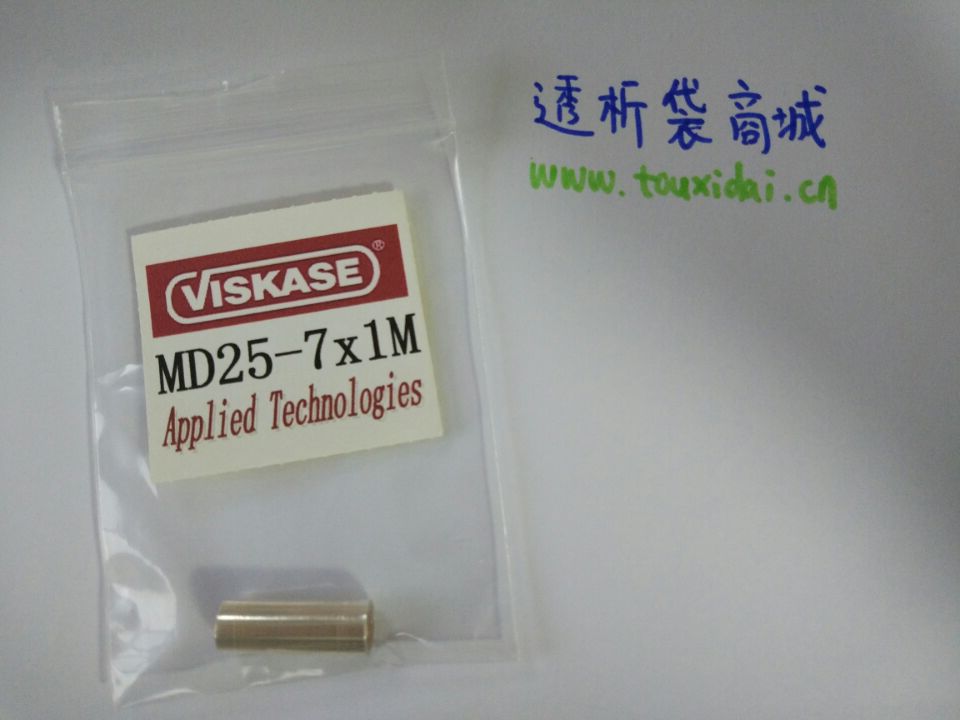 透析袋商城
www.touxidai.cn
VISKASE®
MD25-7x1M
Applied Technologies